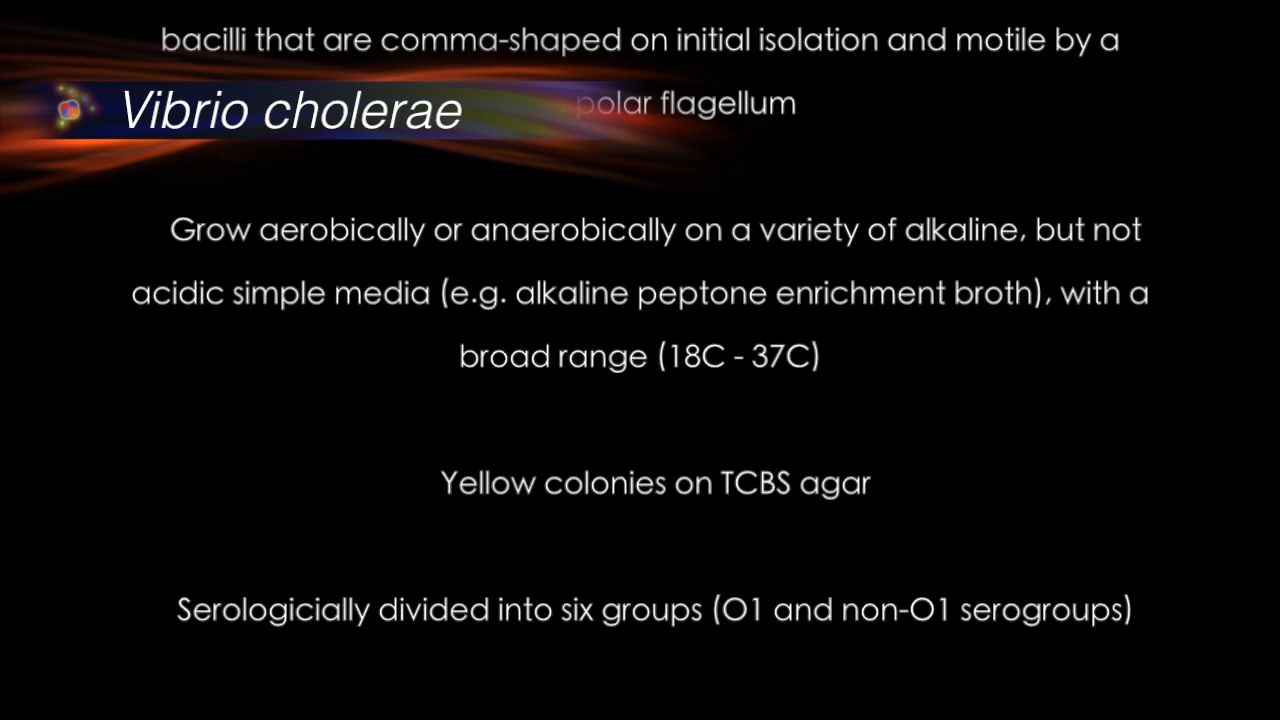 bacilli that are comma-shaped on initial isolation and motile by a
Vibrio cholerae
polar flagellum
Grow aerobically or anaerobically on a variety of alkaline, but not
acidic simple media (e.g. alkaline peptone enrichment broth), with a
broad range (18C - 37C)
Yellow colonies on TCBS agar
Serologicially divided into six groups (O1 and non-O1 serogroups)